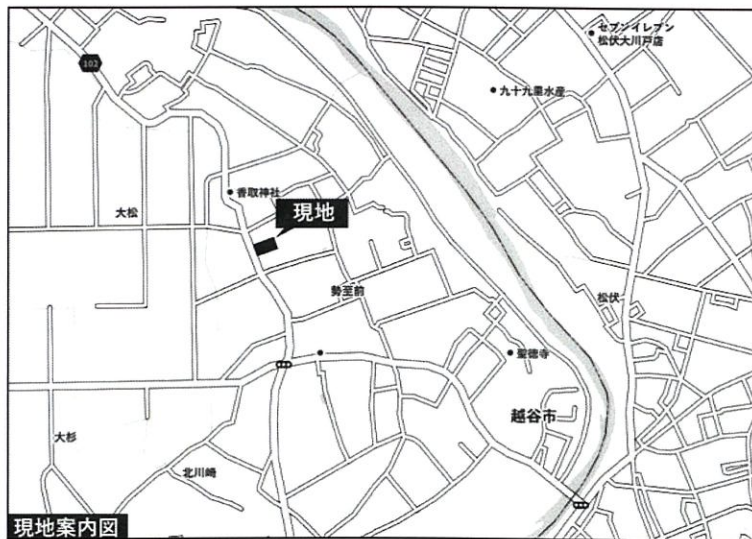 セブンイレブン
松伏大川戸店
102
九十九里水産
香取神社
大松
現地
勢至前
松伏
聖徳寺
越谷市
大杉
北川崎
現地案内図